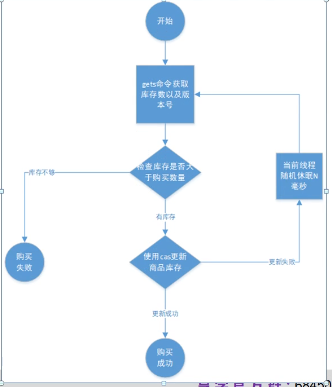 开始
gets命令获取
库存数以及版
本号
检查库存是否大
于购买数量
当前线程
随机休眠N
毫秒
库存不够
有库存
购买
失败
使用cas更新
商品库存
更新失败
更新成功
购买
成功